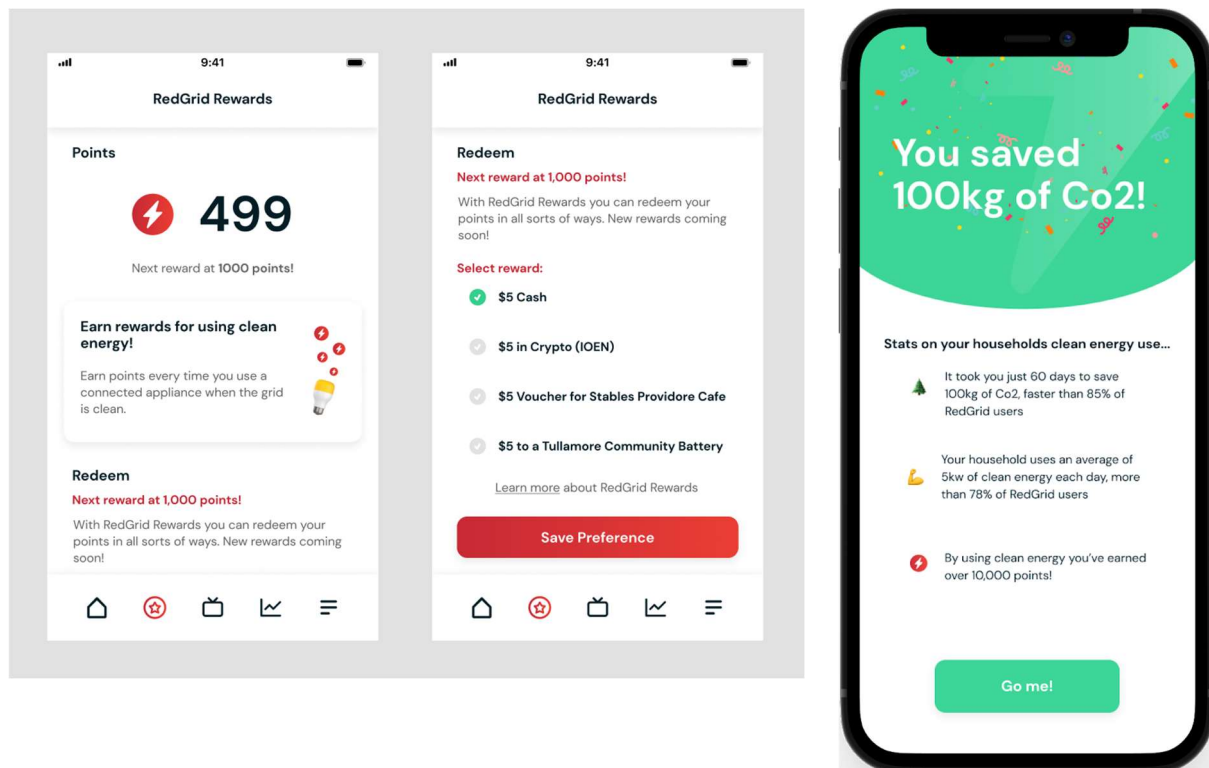 9:41
RedGrid Rewards
Points
499
Next reward at 1000 points!
Earn rewards for using clean
energy!
Earn points every time you use a
connected appliance when the grid
is clean.
Redeem
Next reward at 1,000 points!
With RedGrid Rewards you can redeem your
points in all sorts of ways. New rewards coming
soon!
9:41
RedGrid Rewards
Redeem
Next reward at 1,000 points!
With RedGrid Rewards you can redeem your
points in all sorts of ways. New rewards coming
soon!
Select reward:
$5 Cash
$5 in Crypto (IOEN)
$5 Voucher for Stables Providore Cafe
$5 to a Tullamore Community Battery
Learn more about RedGrid Rewards
Save Preference
You saved
100kg of Co2!
Stats on your households clean energy use...
It took you just 60 days to save
100kg of Co2, faster than 85% of
RedGrid users
Your household uses an average of
5kw of clean energy each day, more
than 78% of RedGrid users
By using clean energy you've earned
over 10,000 points!
Go me!